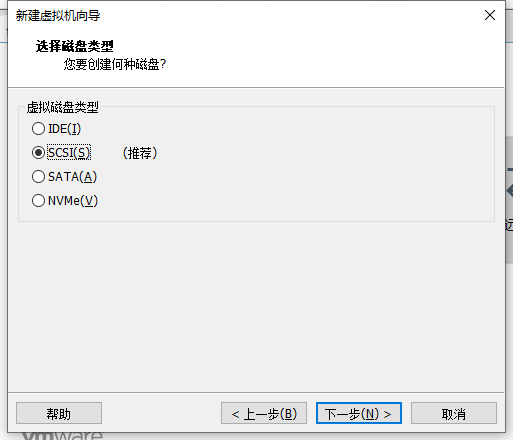 新建虚拟机向导
选择磁盘类型
您要创建何种磁盘?
虚拟磁盘类型
IDE(I)
SCSI(S) （推荐）
SATA(A)
NVMe(V)
帮助 < 上一步(B) 下一步(N) > 取消
vmware